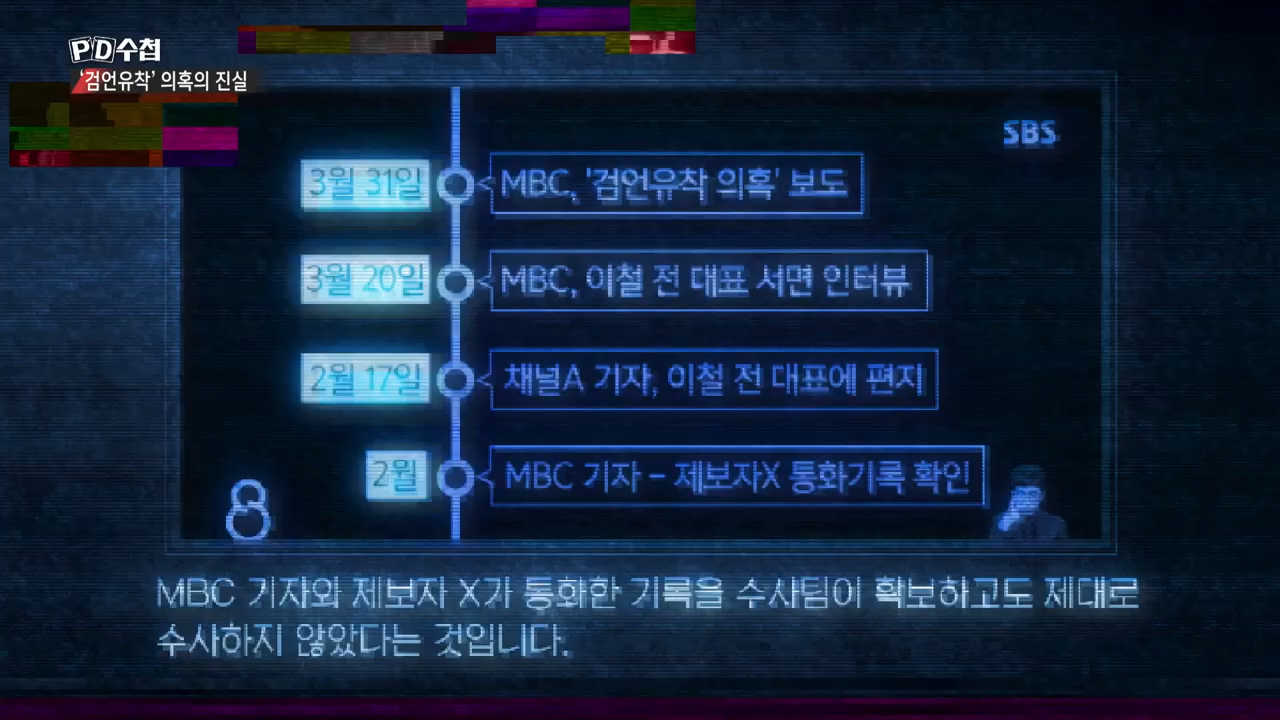 PD수첩
'검언유착' 의혹의 진실
SBS
3월 31일 MBC, '검언유착 의혹' 보도
3월 20일 MBC, 이철 전 대표 서면 인터뷰
2월 17일 채널A 기자, 이철 전 대표에 편지
2월 MBC 기자 - 제보자X 통화기록 확인
8
MBC 기자와 제보자 X가 통화한 기록을 수사팀이 확보하고도 제대로
수사하지 않았다는 것입니다.